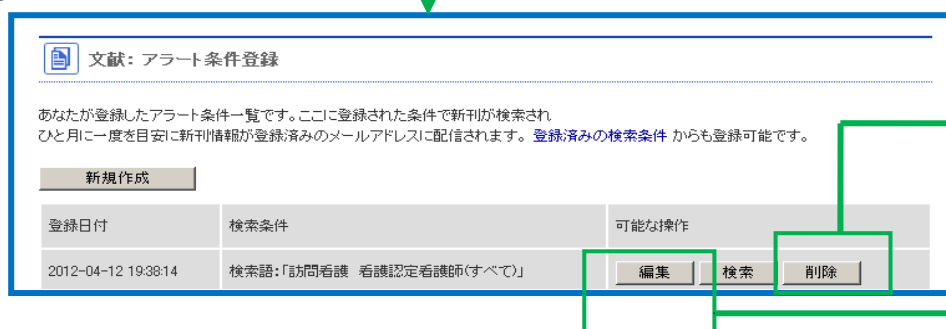 文献: アラート条件登録
あなたが登録したアラート条件一覧です。ここに登録された条件で新刊が検索され
ひと月に一度を目安に新刊情報が登録済みのメールアドレスに配信されます。 登録済みの検索条件 からも登録可能です。
新規作成
登録日付 検索条件 可能な操作
2012-04-12 19:38:14 検索語:「訪問看護 看護認定看護師(すべて)」 編集 検索 削除